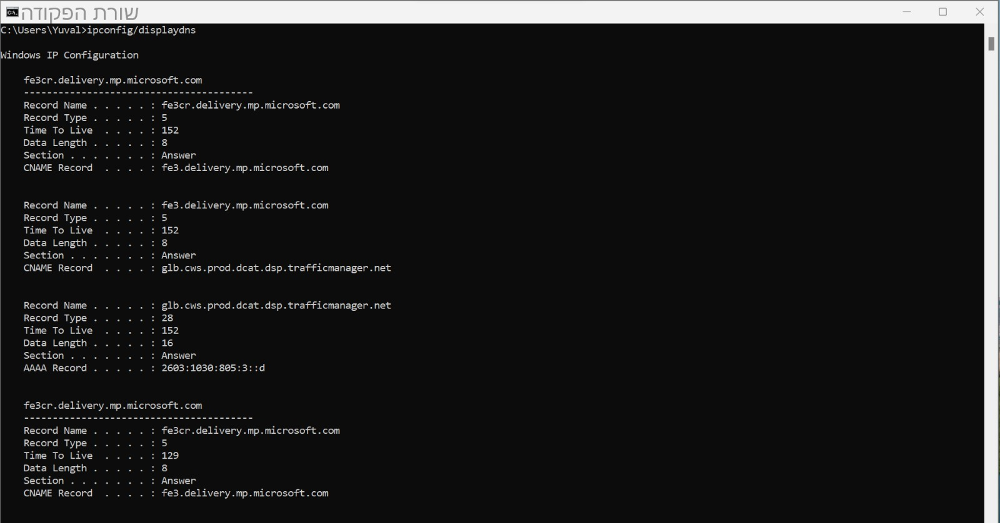 שורת הפקודה
C:\Users\Yuval>ipconfig/displaydns
Windows IP Configuration
fe3cr.delivery.mp.microsoft.com
----------------------------------------
Record Name . . . . . : fe3cr.delivery.mp.microsoft.com
Record Type . . . . . : 5
Time To Live  . . . . : 152
Data Length . . . . . : 8
Section . . . . . . . : Answer
CNAME Record  . . . . : fe3.delivery.mp.microsoft.com
Record Name . . . . . : fe3.delivery.mp.microsoft.com
Record Type . . . . . : 5
Time To Live  . . . . : 152
Data Length . . . . . : 8
Section . . . . . . . : Answer
CNAME Record  . . . . : glb.cws.prod.dcat.dsp.trafficmanager.net
Record Name . . . . . : glb.cws.prod.dcat.dsp.trafficmanager.net
Record Type . . . . . : 28
Time To Live  . . . . : 152
Data Length . . . . . : 16
Section . . . . . . . : Answer
AAAA Record . . . . . : 2603:1030:805:3::d
fe3cr.delivery.mp.microsoft.com
----------------------------------------
Record Name . . . . . : fe3cr.delivery.mp.microsoft.com
Record Type . . . . . : 5
Time To Live  . . . . : 129
Data Length . . . . . : 8
Section . . . . . . . : Answer
CNAME Record  . . . . : fe3.delivery.mp.microsoft.com